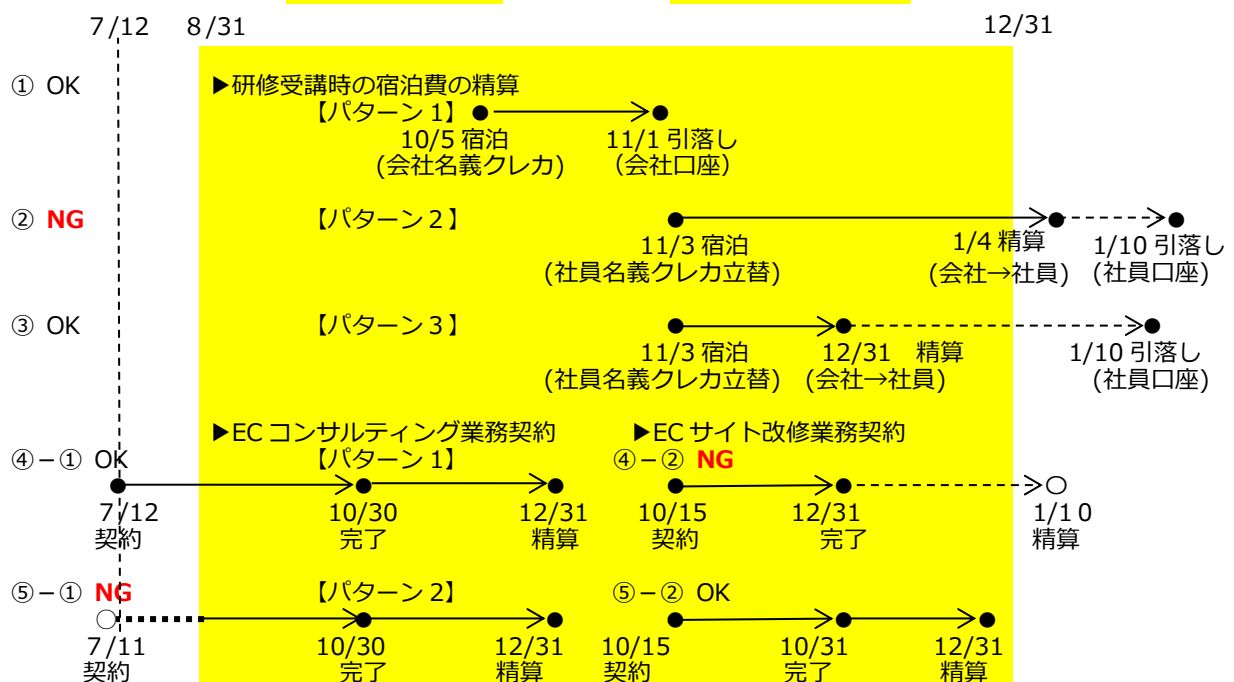 7/12 8/31 12/31
① OK ▶研修受講時の宿泊費の精算
【パターン1】
10/5 宿泊 11/1 引落し
(会社名義クレカ) （会社口座）
② NG 【パターン2】
11/3 宿泊 1/4 精算 1/10 引落し
(社員名義クレカ立替) (会社→社員) (社員口座)
③ OK 【パターン3】
11/3 宿泊 12/31 精算 1/10 引落し
(社員名義クレカ立替) (会社→社員) (社員口座)
▶ECコンサルティング業務契約 ▶ECサイト改修業務契約
④－① OK 【パターン1】 ④－② NG
7/12 10/30 12/31 10/15 12/31 1/10
契約 完了 精算 契約 完了 精算
⑤－① NG 【パターン2】 ⑤－② OK
7/11 10/30 12/31 10/15 10/31 12/31
契約 完了 精算 契約 完了 精算